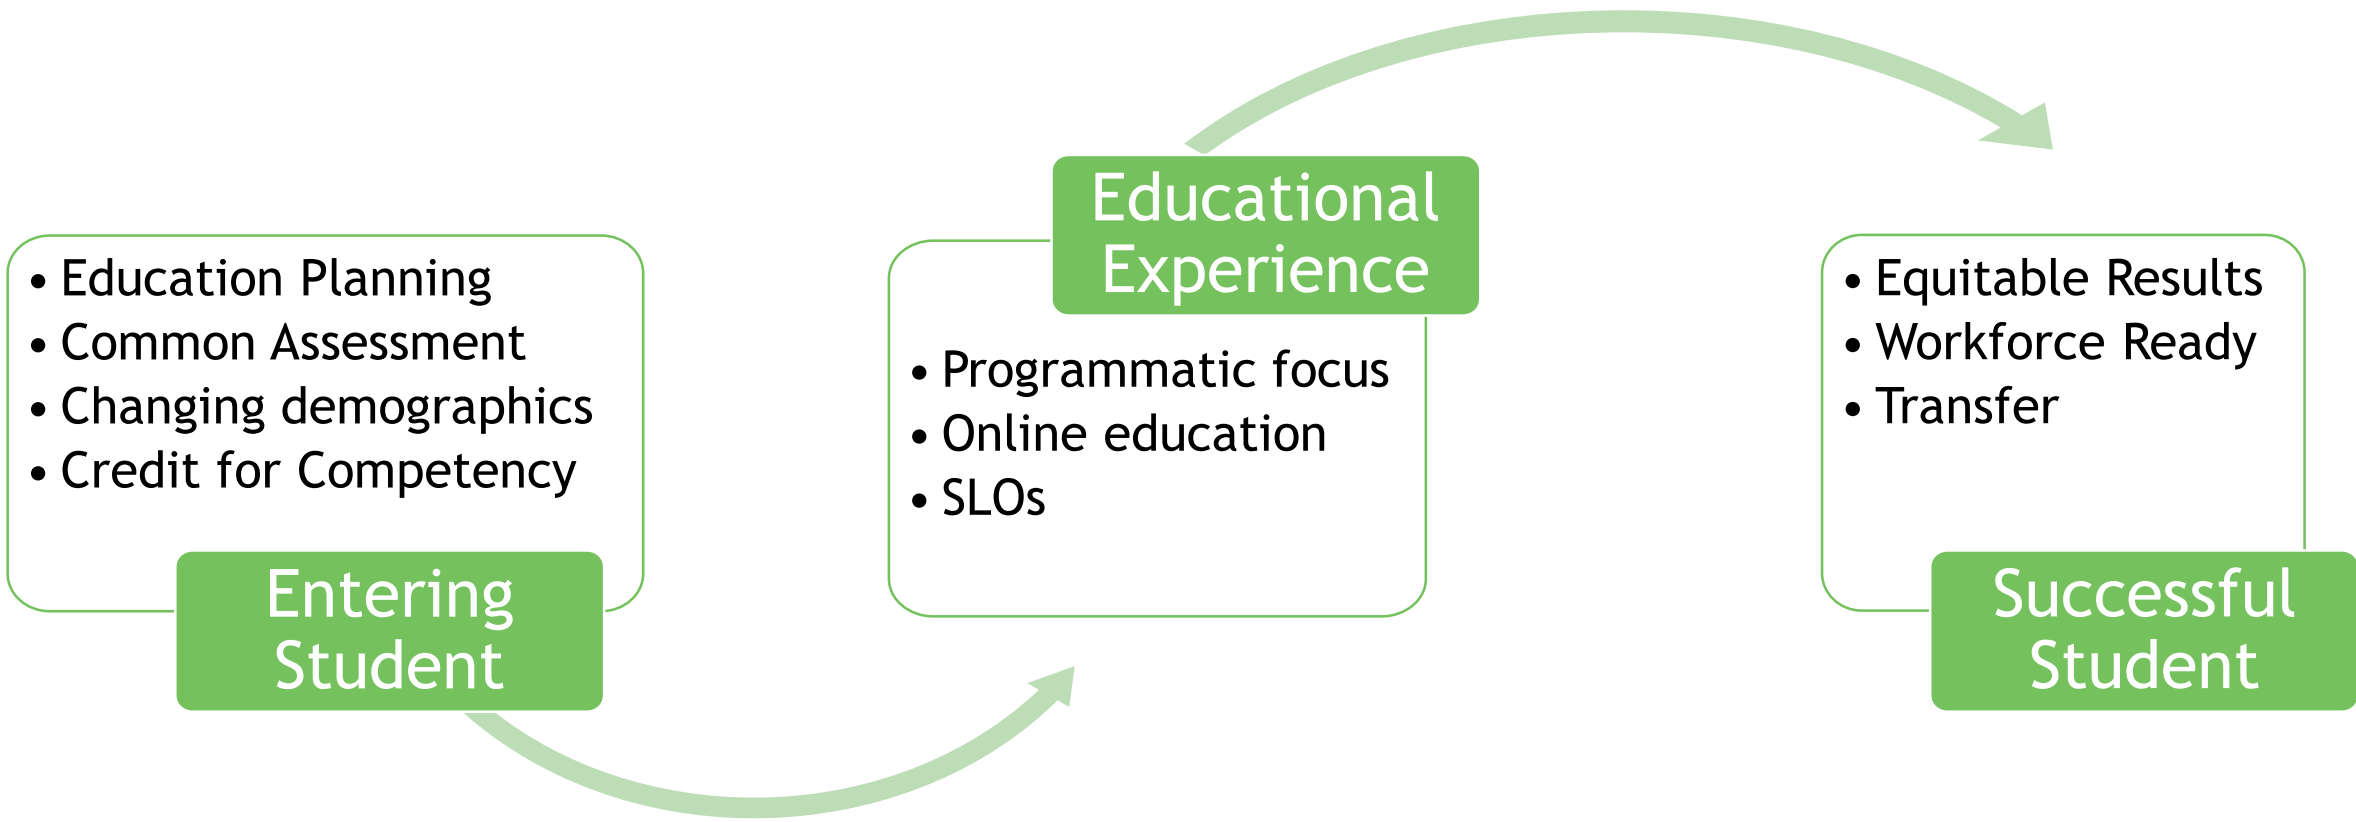 • Education Planning
• Common Assessment
• Changing demographics
• Credit for Competency
Entering
Student
Educational
Experience
• Programmatic focus
• Online education
• SLOs
• Equitable Results
• Workforce Ready
• Transfer
Successful
Student